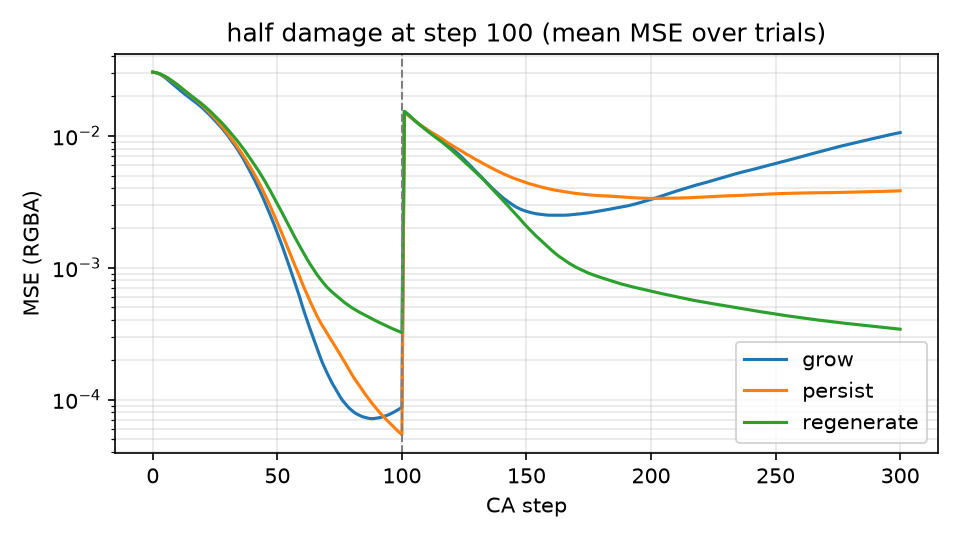 half damage at step 100 (mean MSE over trials)
MSE (RGBA)
10⁻²
10⁻³
10⁻⁴
0 50 100 150 200 250 300
CA step
grow
persist
regenerate